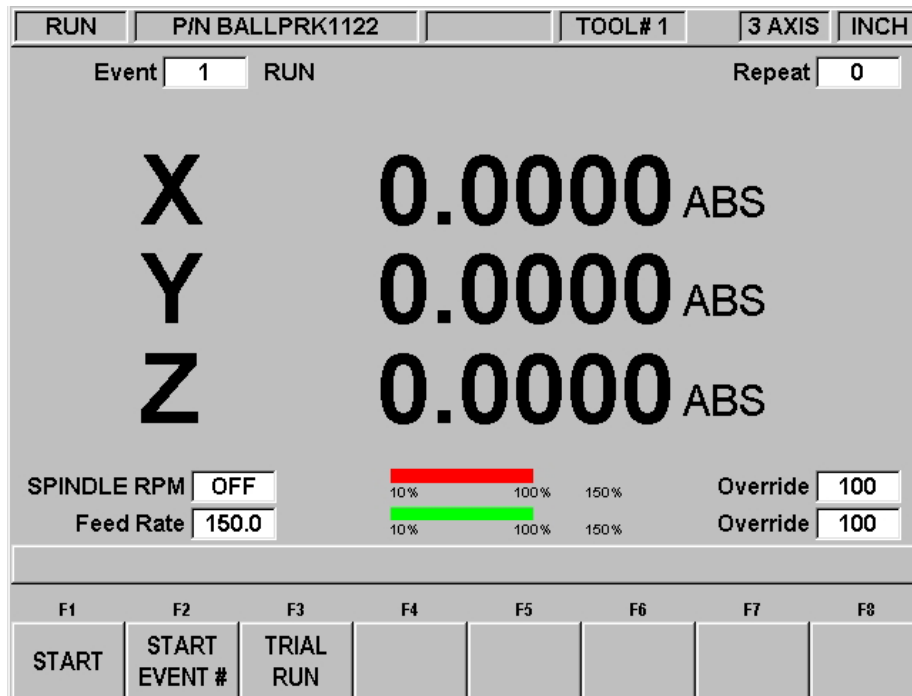 RUN P/N BALLPRK1122 TOOL# 1 3 AXIS INCH
Event 1 RUN Repeat 0
X 0.0000 ABS
Y 0.0000 ABS
Z 0.0000 ABS
SPINDLE RPM OFF 10% 100% 150% Override 100
Feed Rate 150.0 10% 100% 150% Override 100
F1 F2 F3 F4 F5 F6 F7 F8
START START EVENT # TRIAL RUN